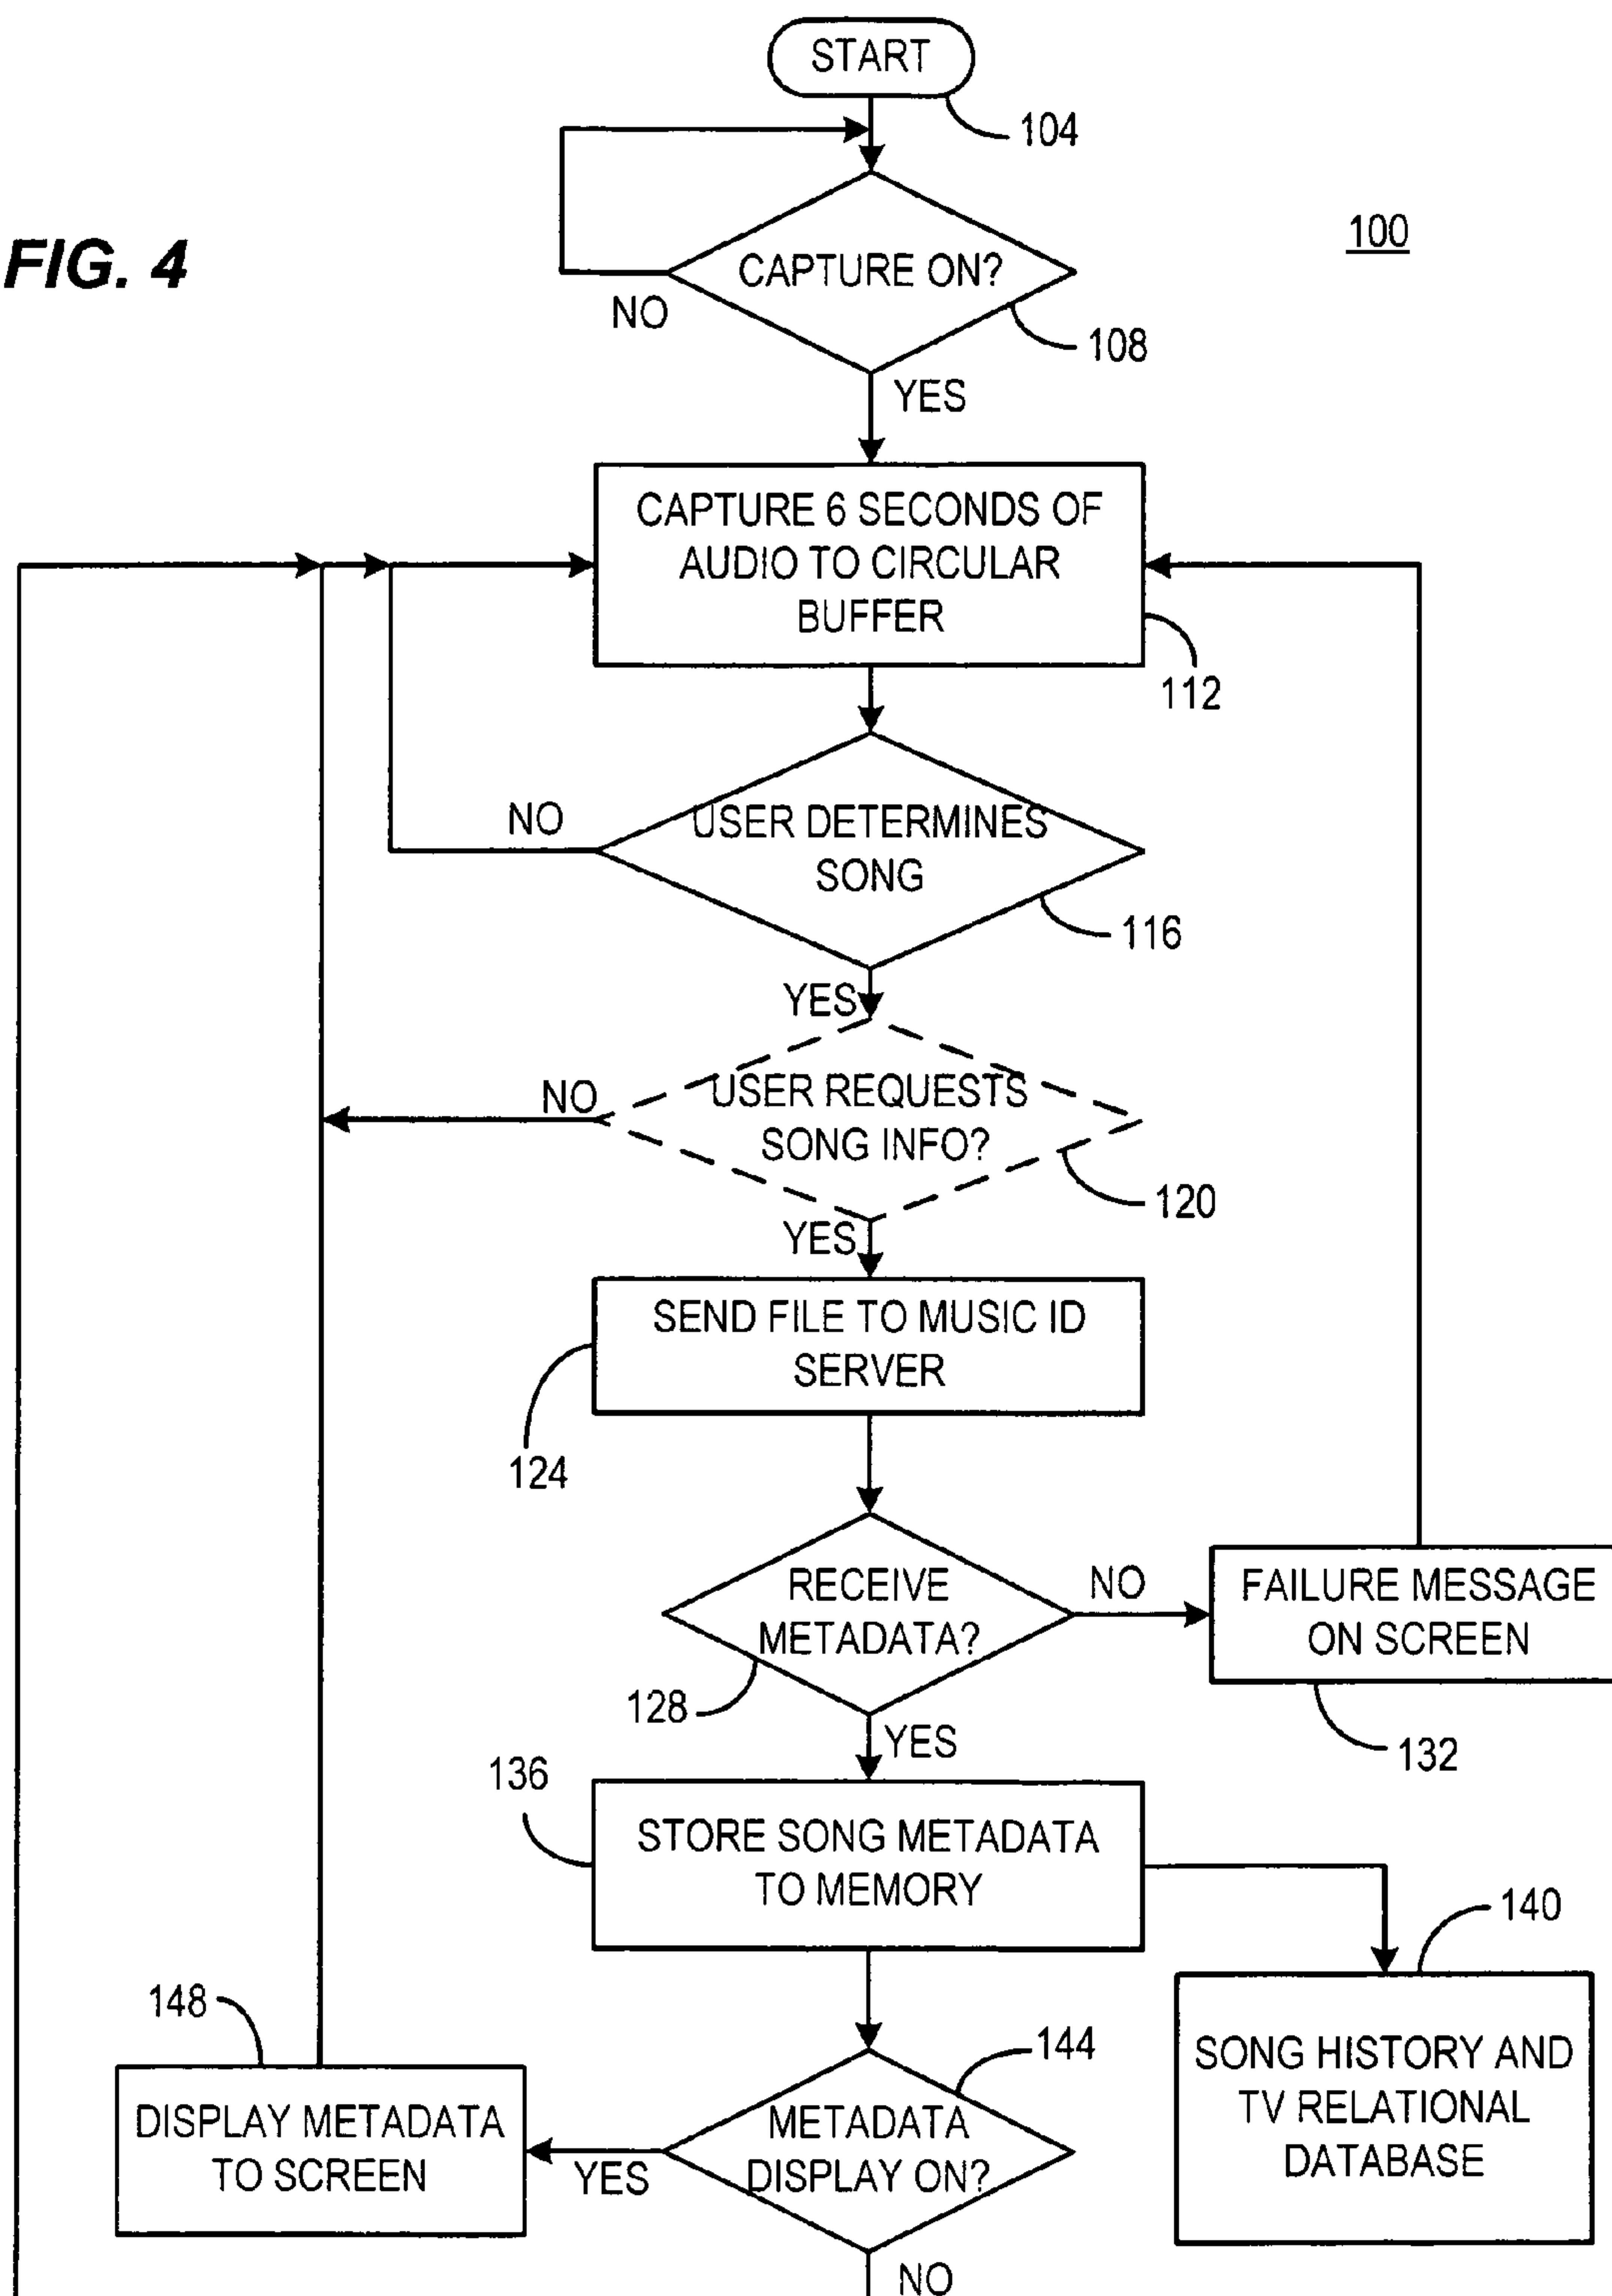 START
104
FIG. 4
100
CAPTURE ON?
NO
108
YES
CAPTURE 6 SECONDS OF
AUDIO TO CIRCULAR
BUFFER
112
NO
USER DETERMINES
SONG
116
YES
NO
USER REQUESTS
SONG INFO?
120
YES
SEND FILE TO MUSIC ID
SERVER
124
RECEIVE
METADATA?
NO
FAILURE MESSAGE
ON SCREEN
128
132
YES
136
STORE SONG METADATA
TO MEMORY
140
148
144
SONG HISTORY AND
TV RELATIONAL
DATABASE
DISPLAY METADATA
TO SCREEN
YES
METADATA
DISPLAY ON?
NO